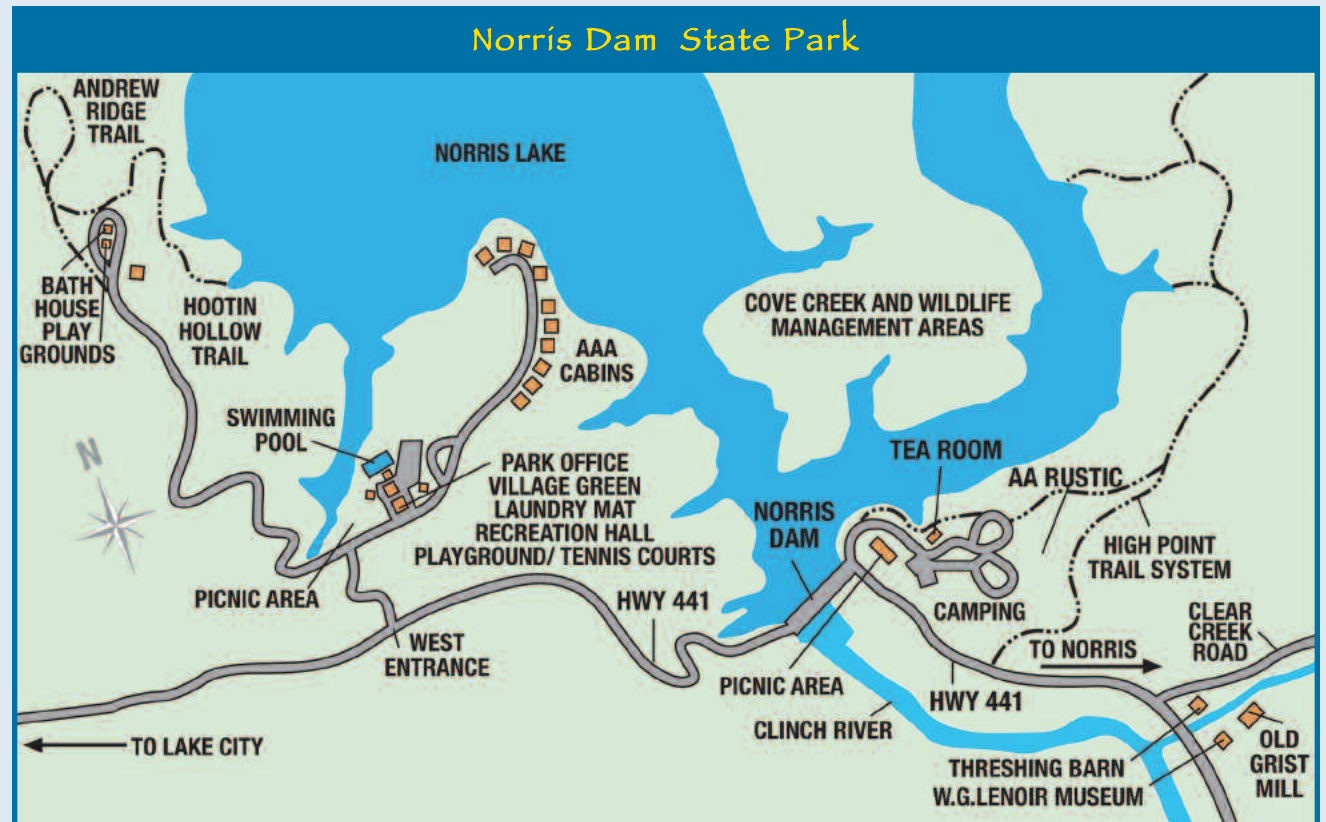 Norris Dam State Park
ANDREW
RIDGE
TRAIL
NORRIS LAKE
BATH
HOUSE
PLAY
GROUNDS
HOOTIN
HOLLOW
TRAIL
COVE CREEK AND WILDLIFE
MANAGEMENT AREAS
AAA
CABINS
SWIMMING
POOL
N
PARK OFFICE
VILLAGE GREEN
LAUNDRY MAT
RECREATION HALL
PLAYGROUND/ TENNIS COURTS
TEA ROOM
AA RUSTIC
NORRIS
DAM
HIGH POINT
TRAIL SYSTEM
PICNIC AREA
HWY 441
CAMPING
CLEAR
CREEK
ROAD
WEST
ENTRANCE
TO NORRIS
PICNIC AREA
HWY 441
CLINCH RIVER
TO LAKE CITY
THRESHING BARN
W.G.LENOIR MUSEUM
OLD
GRIST
MILL